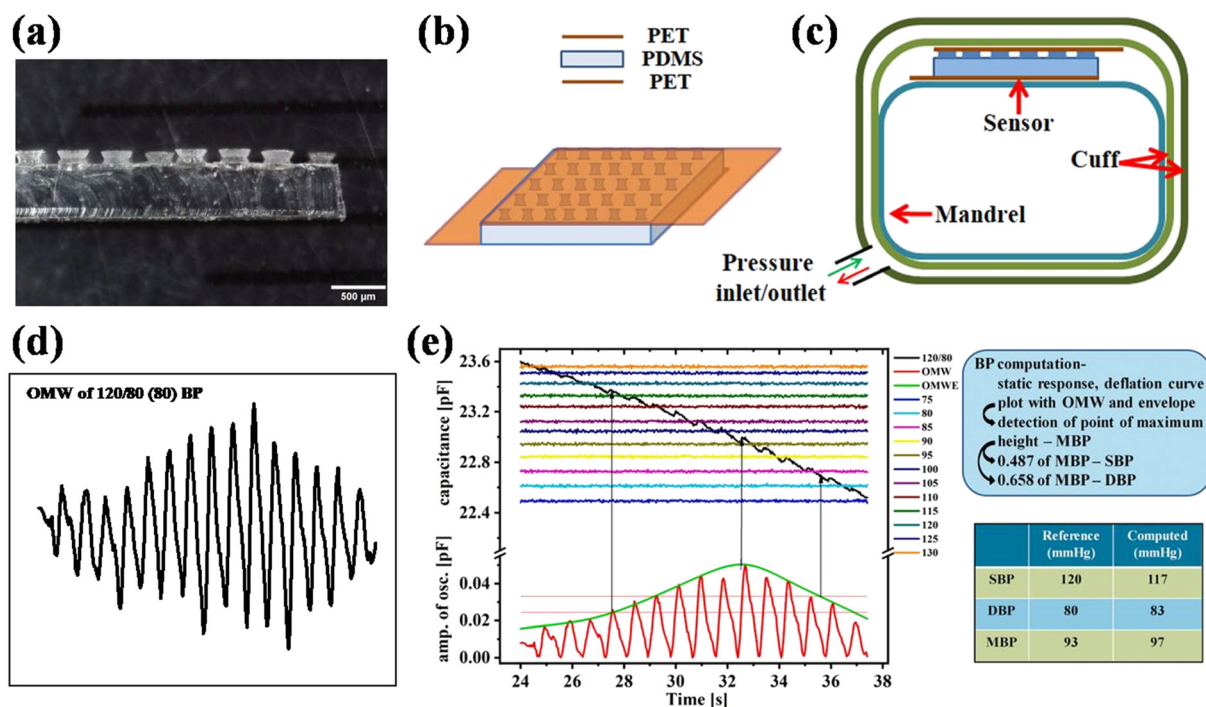 (a)
500 μm
(b)
PET
PDMS
PET
(c)
Sensor
Cuff
Mandrel
Pressure
inlet/outlet
(d)
OMW of 120/80 (80) BP
(e)
capacitance [pF]
23.6
23.2
22.8
22.4
amp. of osc. [pF]
0.04
0.02
0.00
24 26 28 30 32 34 36 38
Time [s]
120/80
OMW
OMWE
75
80
85
90
95
100
105
110
115
120
125
130
BP computation-
static response, deflation curve
plot with OMW and envelope
detection of point of maximum
height – MBP
0.487 of MBP – SBP
0.658 of MBP – DBP
Reference Computed
(mmHg) (mmHg)
SBP 120 117
DBP 80 83
MBP 93 97